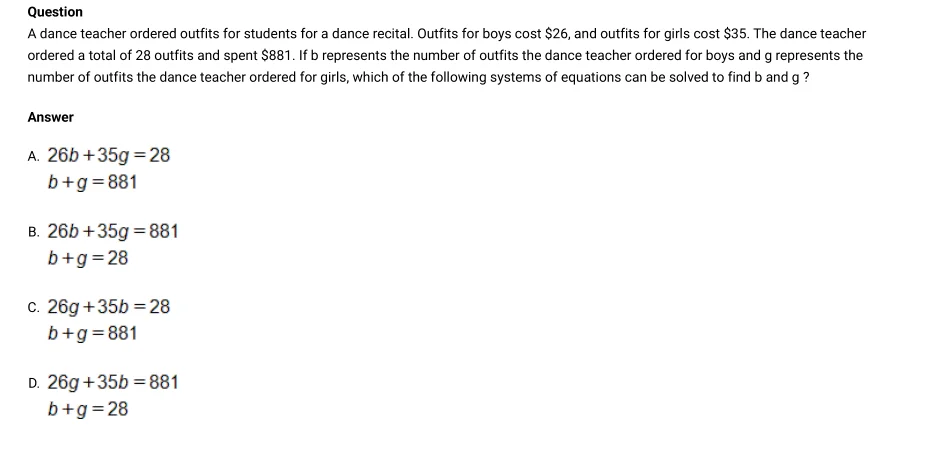 Question
A dance teacher ordered outfits for students for a dance recital. Outfits for boys cost $26, and outfits for girls cost $35. The dance teacher
ordered a total of 28 outfits and spent $881. If b represents the number of outfits the dance teacher ordered for boys and g represents the
number of outfits the dance teacher ordered for girls, which of the following systems of equations can be solved to find b and g ?
Answer
A. 26b + 35g = 28
b + g = 881
B. 26b + 35g = 881
b + g = 28
C. 26g + 35b = 28
b + g = 881
D. 26g + 35b = 881
b + g = 28